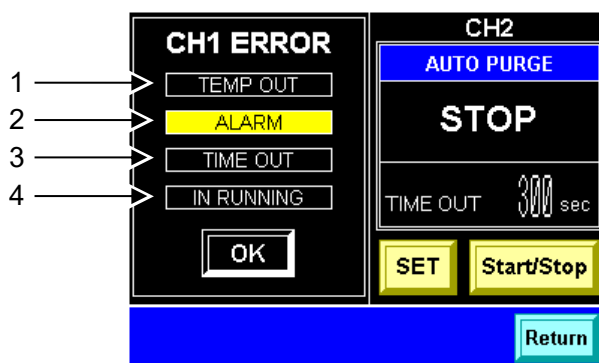 CH1 ERROR
1 TEMP OUT
2 ALARM
3 TIME OUT
4 IN RUNNING
OK
CH2
AUTO PURGE
STOP
TIME OUT 300 sec
SET Start/Stop
Return